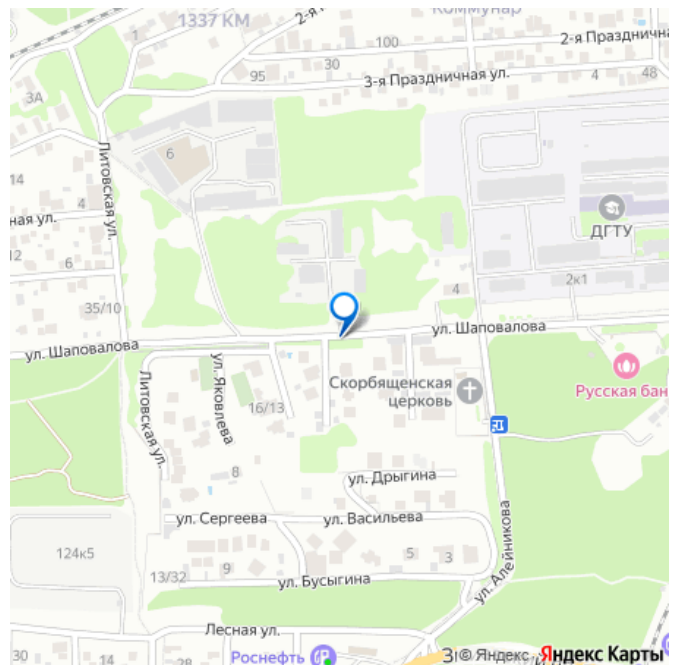 1337 КМ
Коммунар
2-я Праздничная
1
100
30
95
3-я Праздничная ул.
4
48
3А
6
Литовская ул.
14
4
ная ул.
ДГТУ
12
6
2к1
4
35/10
ул. Шаповалова
ул. Шаповалова
Скорбященская
церковь
Русская бан
Литовская ул.
ул. Яковлева
16/13
8
ул. Дрыгина
ул. Сергеева
ул. Васильева
ул. Алейникова
124к5
5
3
9
13/32
ул. Бусыгина
Лесная ул.
30
14
28
Роснефть
© Яндекс
Яндекс Карты